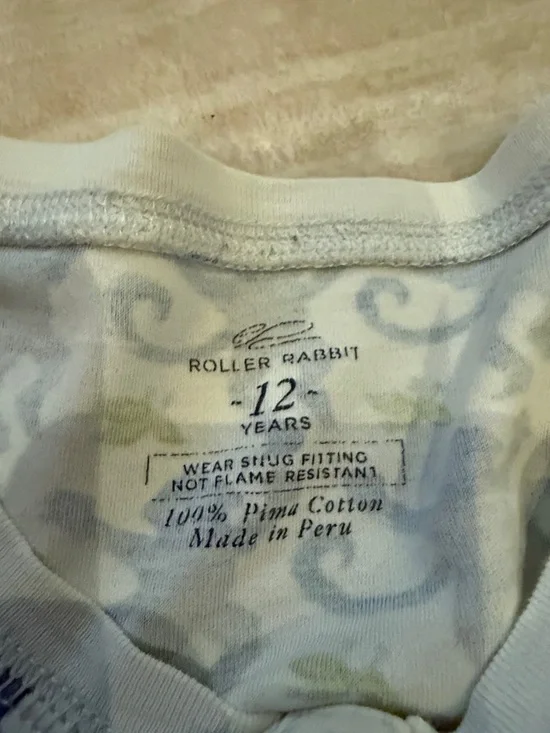 ROLLER RABBIT
-12-
YEARS
WEAR SNUG FITTING
NOT FLAME RESISTANT
100% Pima Cotton
Made in Peru